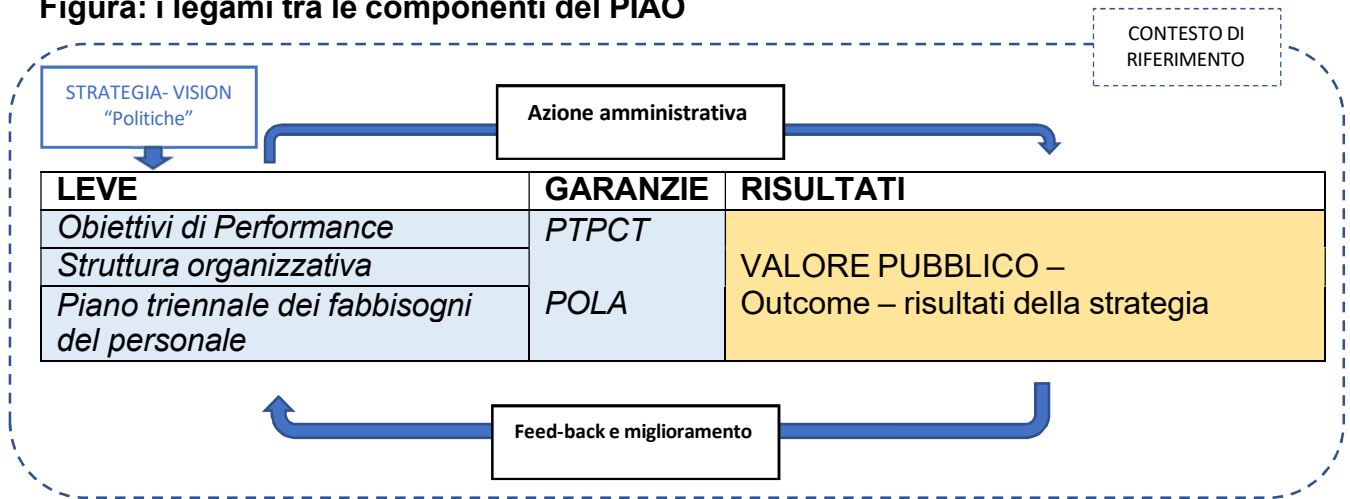 Figura: i legami tra le componenti del PIAO
CONTESTO DI
RIFERIMENTO
STRATEGIA- VISION
“Politiche”
Azione amministrativa
LEVE GARANZIE RISULTATI
Obiettivi di Performance PTPCT
Struttura organizzativa VALORE PUBBLICO –
Piano triennale dei fabbisogni POLA Outcome – risultati della strategia
del personale
Feed-back e miglioramento